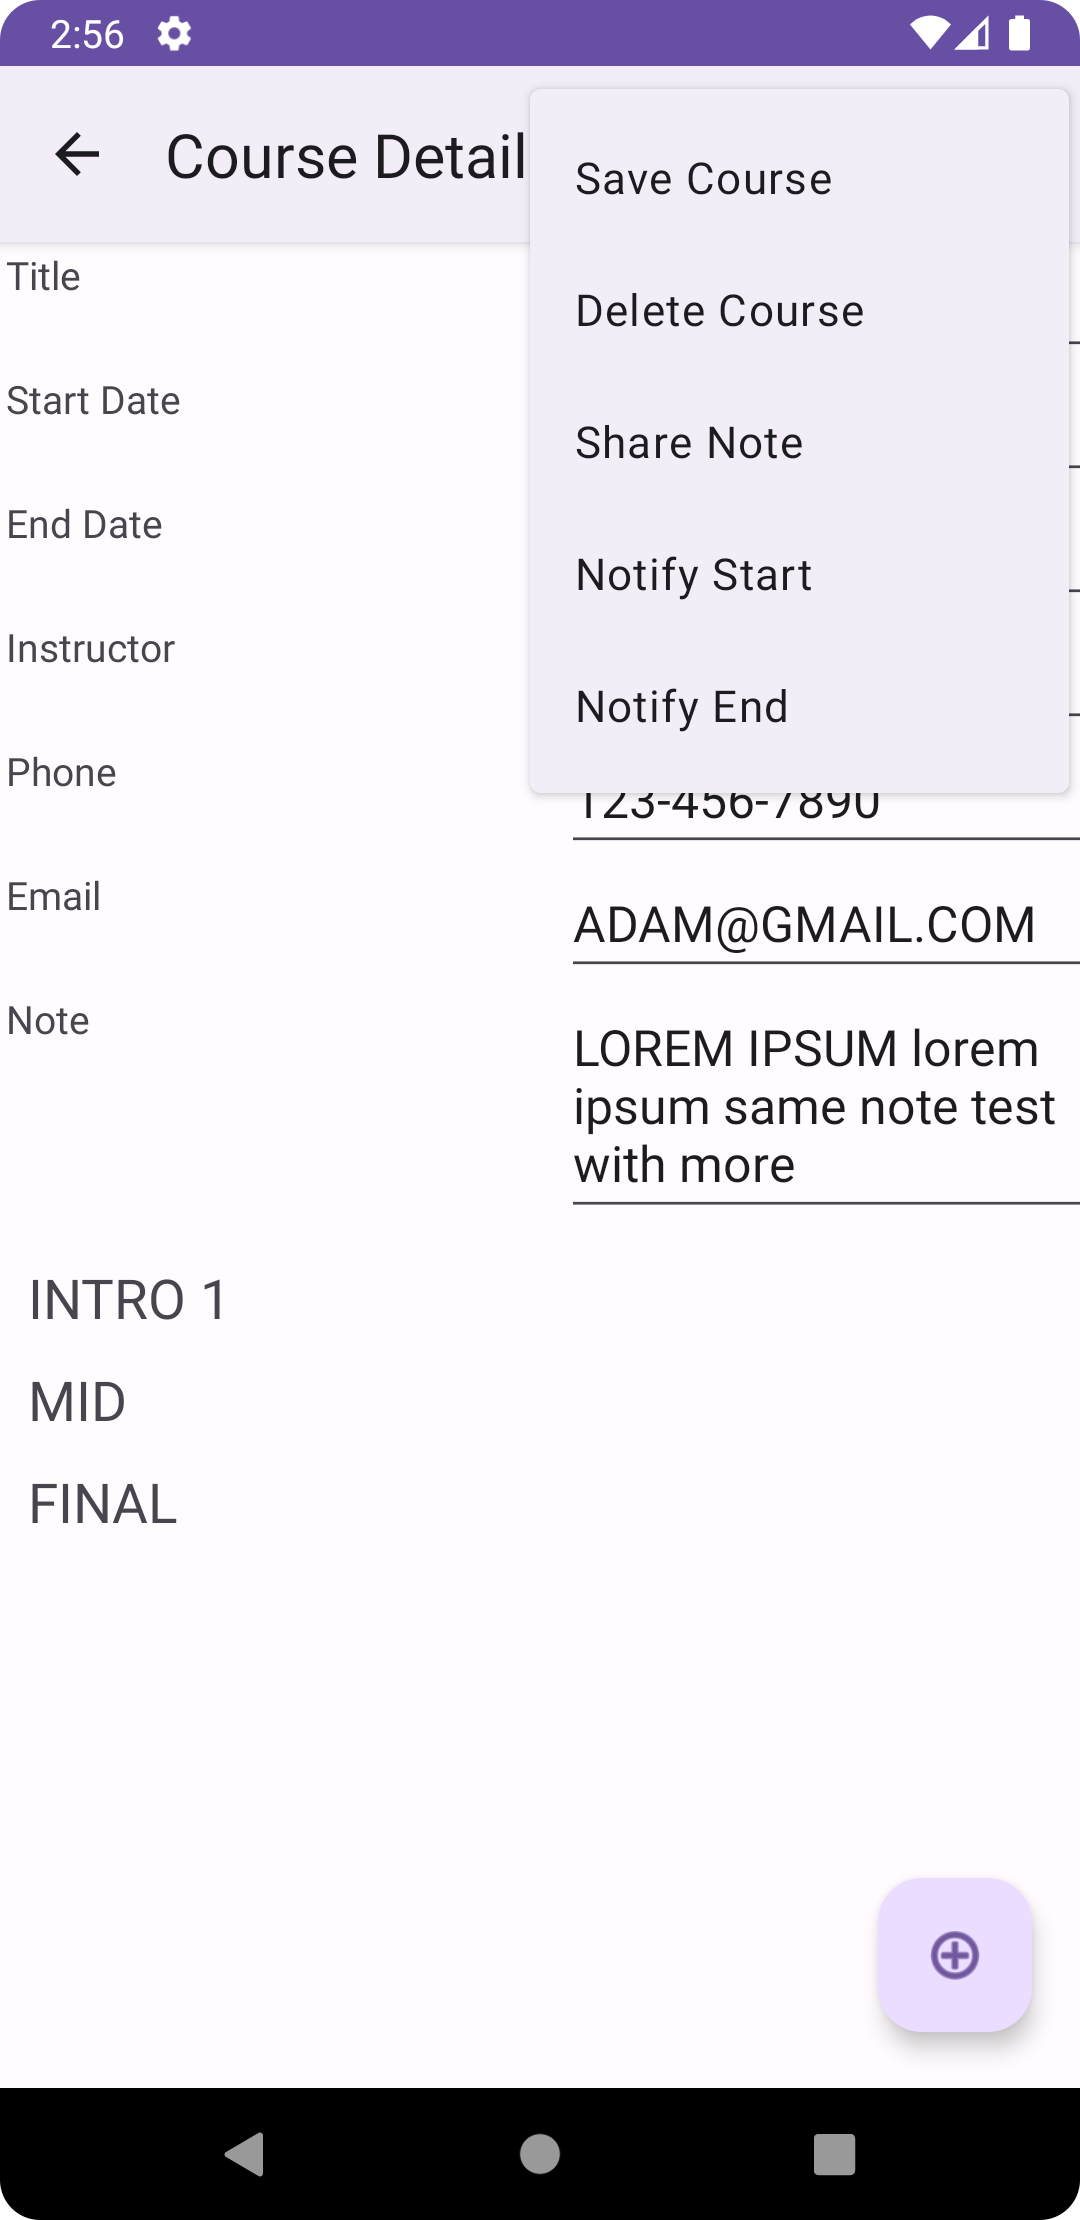 2:56
Course Detail
Save Course
Delete Course
Share Note
Notify Start
Notify End
Title
Start Date
End Date
Instructor
Phone
123-456-7890
Email
ADAM@GMAIL.COM
Note
LOREM IPSUM lorem
ipsum same note test
with more
INTRO 1
MID
FINAL